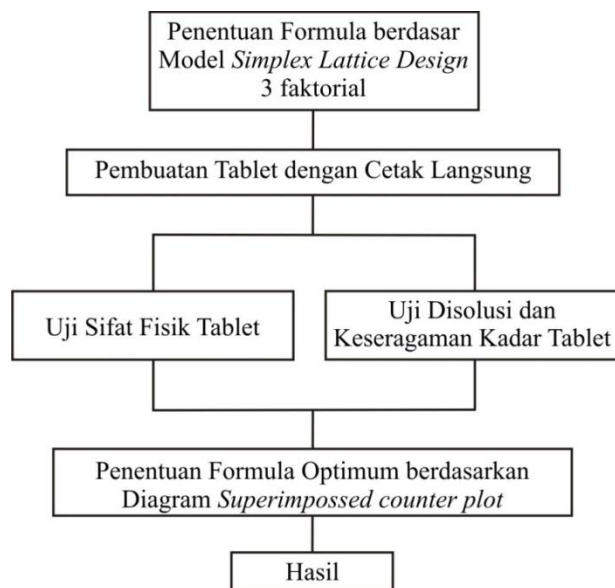 Penentuan Formula berdasar
Model Simplex Lattice Design
3 faktorial
Pembuatan Tablet dengan Cetak Langsung
Uji Sifat Fisik Tablet
Uji Disolusi dan
Keseragaman Kadar Tablet
Penentuan Formula Optimum berdasarkan
Diagram Superimpossed counter plot
Hasil